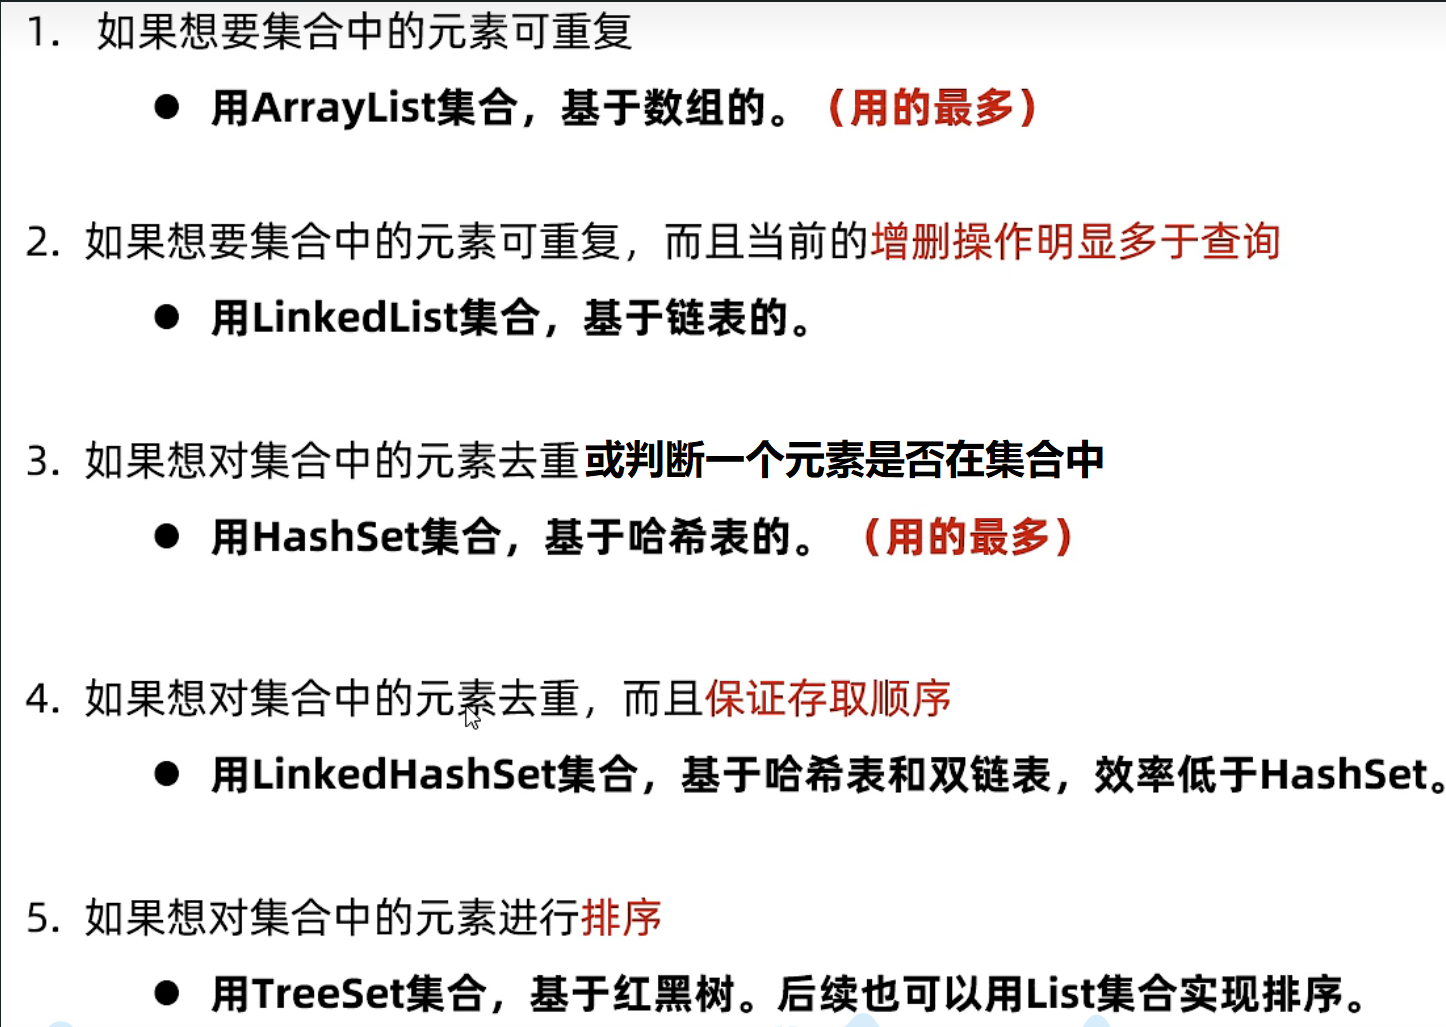 1. 如果想要集合中的元素可重复
● 用ArrayList集合，基于数组的。（用的最多）
2. 如果想要集合中的元素可重复，而且当前的增删操作明显多于查询
● 用LinkedList集合，基于链表的。
3. 如果想对集合中的元素去重或判断一个元素是否在集合中
● 用HashSet集合，基于哈希表的。（用的最多）
4. 如果想对集合中的元素去重，而且保证存取顺序
● 用LinkedHashSet集合，基于哈希表和双链表，效率低于HashSet。
5. 如果想对集合中的元素进行排序
● 用TreeSet集合，基于红黑树。后续也可以用List集合实现排序。